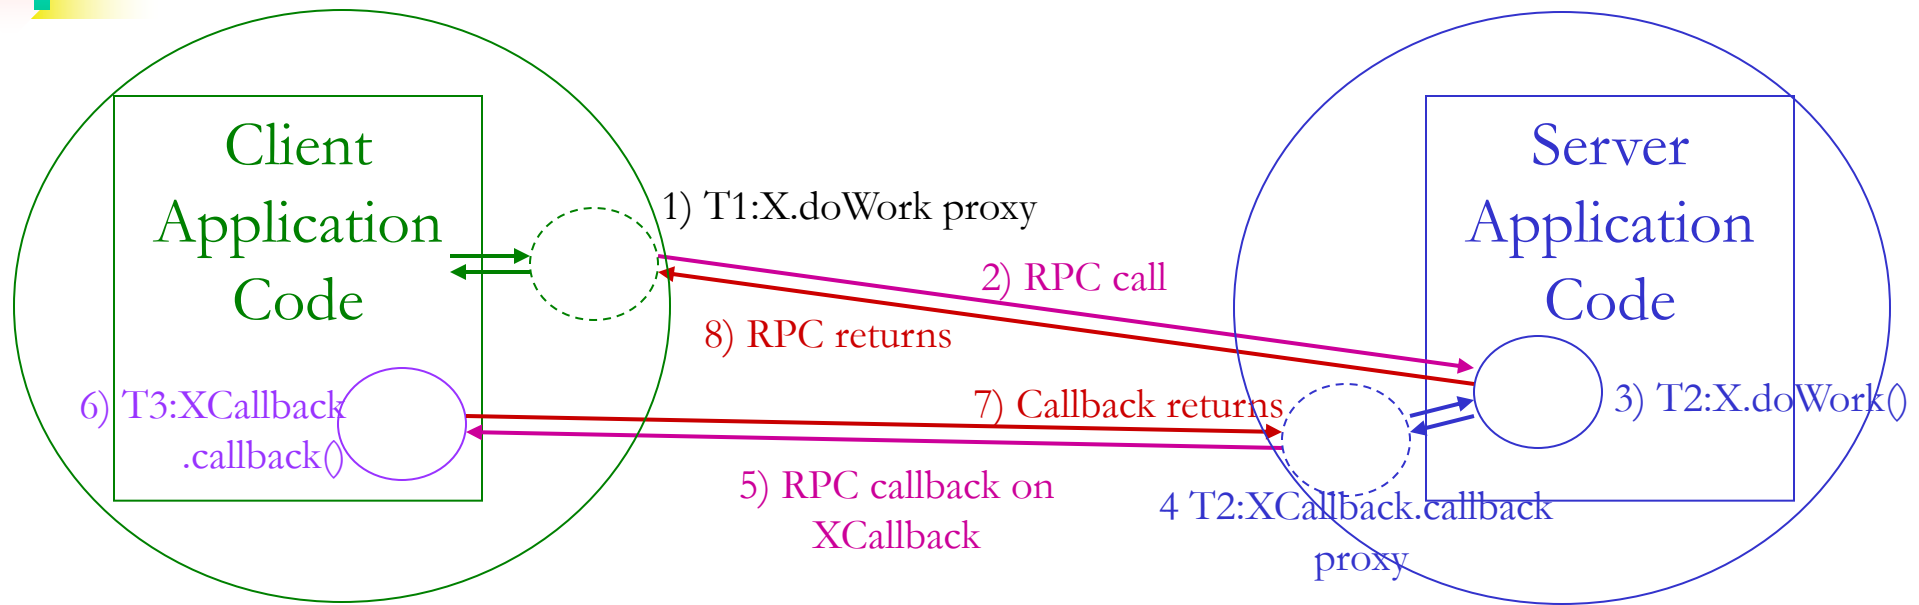 Client
Application
Code
1) T1:X.doWork proxy
2) RPC call
8) RPC returns
Server
Application
Code
6) T3:XCallback
.callback()
7) Callback returns
3) T2:X.doWork()
5) RPC callback on
XCallback
4 T2:XCallback.callback
proxy